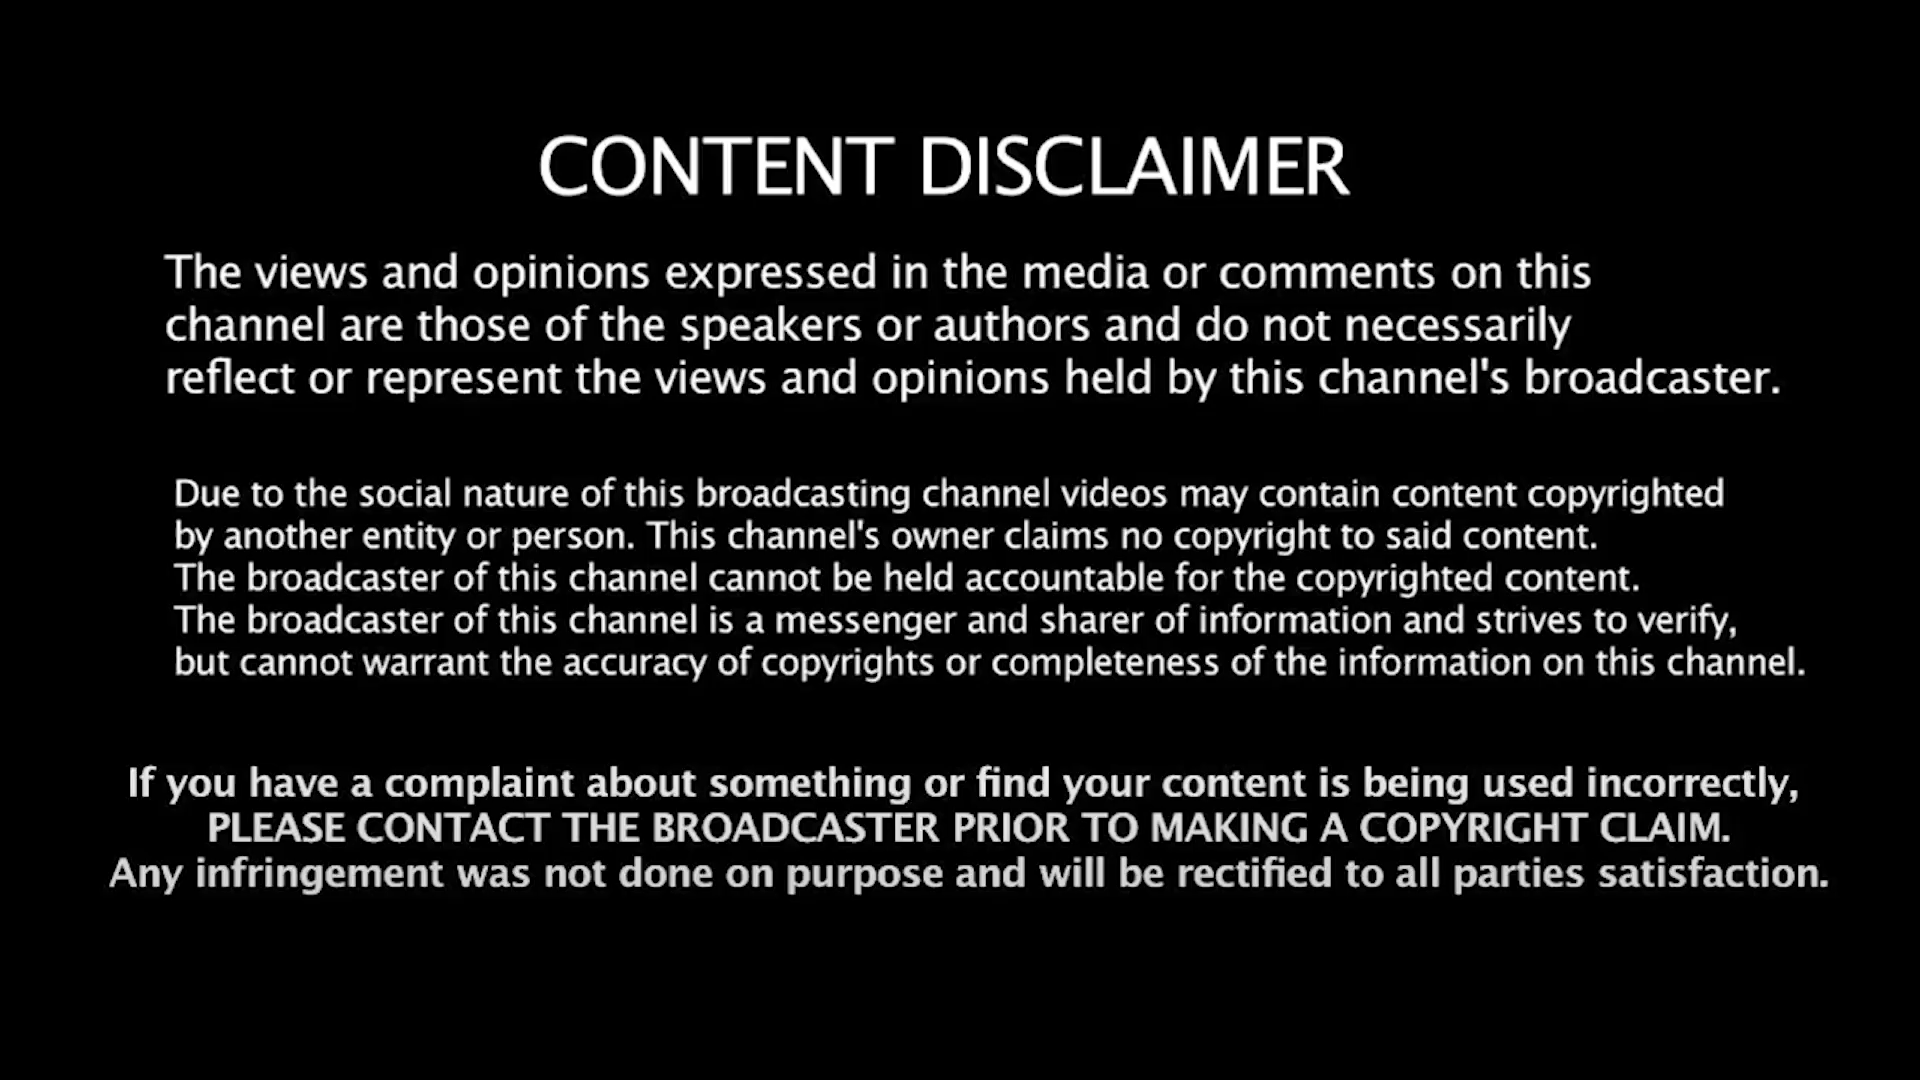 CONTENT DISCLAIMER
The views and opinions expressed in the media or comments on this
channel are those of the speakers or authors and do not necessarily
reflect or represent the views and opinions held by this channel's broadcaster.
Due to the social nature of this broadcasting channel videos may contain content copyrighted
by another entity or person. This channel's owner claims no copyright to said content.
The broadcaster of this channel cannot be held accountable for the copyrighted content.
The broadcaster of this channel is a messenger and sharer of information and strives to verify,
but cannot warrant the accuracy of copyrights or completeness of the information on this channel.
If you have a complaint about something or find your content is being used incorrectly,
PLEASE CONTACT THE BROADCASTER PRIOR TO MAKING A COPYRIGHT CLAIM.
Any infringement was not done on purpose and will be rectified to all parties satisfaction.